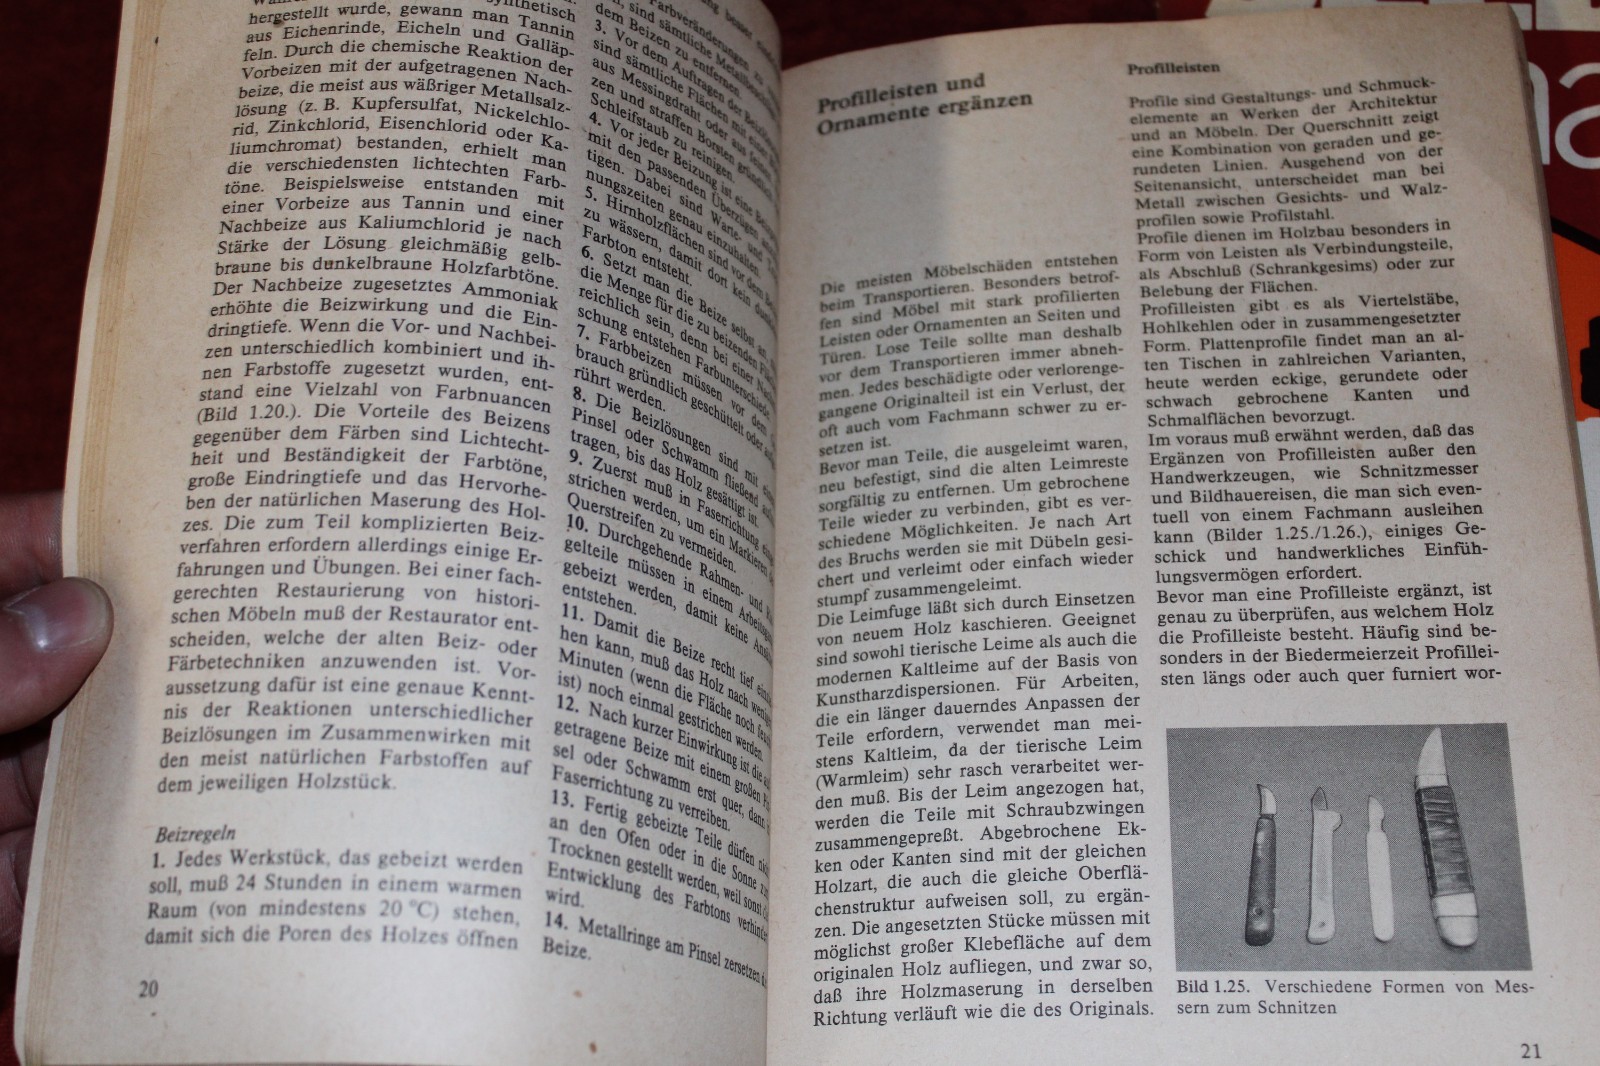 hergestellt wurde, gewann man Tannin
aus Eichenrinde, Eicheln und Galläp-
feln. Durch die chemische Reaktion der
Vorbeizen mit der aufgetragenen Nach-
beize, die meist aus wäßriger Metallsalz-
lösung (z. B. Kupfersulfat, Nickelchlo-
rid, Zinkchlorid, Eisenchlorid oder Ka-
liumchromat) bestanden, erhielt man
die verschiedensten lichtechten Farb-
töne. Beispielsweise entstanden mit
einer Vorbeize aus Tannin und einer
Nachbeize aus Kaliumchlorid je nach
Stärke der Lösung gleichmäßig gelb-
braune bis dunkelbraune Holzfarbtöne.
Der Nachbeize zugesetztes Ammoniak
erhöhte die Beizwirkung und die Ein-
dringtiefe. Wenn die Vor- und Nachbei-
zen unterschiedlich kombiniert und ih-
nen Farbstoffe zugesetzt wurden, ent-
stand eine Vielzahl von Farbnuancen
(Bild 1.20.). Die Vorteile des Beizens
gegenüber dem Färben sind Lichtecht-
heit und Beständigkeit der Farbtöne,
große Eindringtiefe und das Hervorhe-
ben der natürlichen Maserung des Hol-
zes. Die zum Teil komplizierten Beiz-
verfahren erfordern allerdings einige Er-
fahrungen und Übungen. Bei einer fach-
gerechten Restaurierung von histori-
schen Möbeln muß der Restaurator ent-
scheiden, welche der alten Beiz- oder
Färbetechniken anzuwenden ist. Vor-
aussetzung dafür ist eine genaue Kennt-
nis der Reaktionen unterschiedlicher
Beizlösungen im Zusammenwirken mit
den meist natürlichen Farbstoffen auf
dem jeweiligen Holzstück.
Beizregeln
1. Jedes Werkstück, das gebeizt werden
soll, muß 24 Stunden in einem warmen
Raum (von mindestens 20 °C) stehen,
damit sich die Poren des Holzes öffnen
20
sind sämtliche
dem Beizen zu entfernen.
3. Vor dem Auftragen der
sind sämtliche Flächen mit einer
aus Messingdraht oder aus
zen und straffen Borsten
Schleifstaub zu reinigen.
4. Vor jeder Beizung ist eine
mit den passenden Überzügen
tigen. Dabei sind Warte- und
nungszeiten genau einzuhalten.
5. Hirnholzflächen sind vor dem
zu wässern, damit dort kein
Farbton entsteht.
6. Setzt man die Beize selbst an,
die Menge für die zu beizenden
reichlich sein, denn bei einer
schung entstehen Farbunterschiede.
7. Farbbeizen müssen vor dem
brauch gründlich geschüttelt oder
rührt werden.
8. Die Beizlösungen sind mit
Pinsel oder Schwamm fließend
tragen, bis das Holz gesättigt ist.
9. Zuerst muß in Faserrichtung
strichen werden, um ein Markieren
Querstreifen zu vermeiden.
10. Durchgehende Rahmen- und
gelteile müssen in einem
gebeizt werden, damit keine
entstehen.
11. Damit die Beize recht tief
hen kann, muß das Holz nach
Minuten (wenn die Fläche noch
ist) noch einmal gestrichen werden.
12. Nach kurzer Einwirkung ist die
getragene Beize mit einem großen
sel oder Schwamm erst quer, dann
Faserrichtung zu verreiben.
13. Fertig gebeizte Teile dürfen
an den Ofen oder in die Sonne
Trocknen gestellt werden, weil sonst
Entwicklung des Farbtons
wird.
14. Metallringe am Pinsel zersetzen
Beize.
Profilleisten und
Ornamente ergänzen
Die meisten Möbelschäden entstehen
beim Transportieren. Besonders betrof-
fen sind Möbel mit stark profilierten
Leisten oder Ornamenten an Seiten und
Türen. Lose Teile sollte man deshalb
vor dem Transportieren immer abneh-
men. Jedes beschädigte oder verlorenge-
gangene Originalteil ist ein Verlust, der
oft auch vom Fachmann schwer zu er-
setzen ist.
Bevor man Teile, die ausgeleimt waren,
neu befestigt, sind die alten Leimreste
sorgfältig zu entfernen. Um gebrochene
Teile wieder zu verbinden, gibt es ver-
schiedene Möglichkeiten. Je nach Art
des Bruchs werden sie mit Dübeln gesi-
chert und verleimt oder einfach wieder
stumpf zusammengeleimt.
Die Leimfuge läßt sich durch Einsetzen
von neuem Holz kaschieren. Geeignet
sind sowohl tierische Leime als auch die
modernen Kaltleime auf der Basis von
Kunstharzdispersionen. Für Arbeiten,
die ein länger dauerndes Anpassen der
Teile erfordern, verwendet man mei-
stens Kaltleim, da der tierische Leim
(Warmleim) sehr rasch verarbeitet wer-
den muß. Bis der Leim angezogen hat,
werden die Teile mit Schraubzwingen
zusammengepreßt. Abgebrochene Ek-
ken oder Kanten sind mit der gleichen
Holzart, die auch die gleiche Oberflä-
chenstruktur aufweisen soll, zu ergän-
zen. Die angesetzten Stücke müssen mit
möglichst großer Klebefläche auf dem
originalen Holz aufliegen, und zwar so,
daß ihre Holzmaserung in derselben
Richtung verläuft wie die des Originals.
Profilleisten
Profile sind Gestaltungs- und Schmuck-
elemente an Werken der Architektur
und an Möbeln. Der Querschnitt zeigt
eine Kombination von geraden und ge-
rundeten Linien. Ausgehend von der
Seitenansicht, unterscheidet man bei
Metall zwischen Gesichts- und Walz-
profilen sowie Profilstahl.
Profile dienen im Holzbau besonders in
Form von Leisten als Verbindungsteile,
als Abschluß (Schrankgesims) oder zur
Belebung der Flächen.
Profilleisten gibt es als Viertelstäbe,
Hohlkehlen oder in zusammengesetzter
Form. Plattenprofile findet man an al-
ten Tischen in zahlreichen Varianten,
heute werden eckige, gerundete oder
schwach gebrochene Kanten und
Schmalflächen bevorzugt.
Im voraus muß erwähnt werden, daß das
Ergänzen von Profilleisten außer den
Handwerkzeugen, wie Schnitzmesser
und Bildhauereisen, die man sich even-
tuell von einem Fachmann ausleihen
kann (Bilder 1.25./1.26.), einiges Ge-
schick und handwerkliches Einfüh-
lungsvermögen erfordert.
Bevor man eine Profilleiste ergänzt, ist
genau zu überprüfen, aus welchem Holz
die Profilleiste besteht. Häufig sind be-
sonders in der Biedermeierzeit Profillei-
sten längs oder auch quer furniert wor-
Bild 1.25. Verschiedene Formen von Mes-
sern zum Schnitzen
21